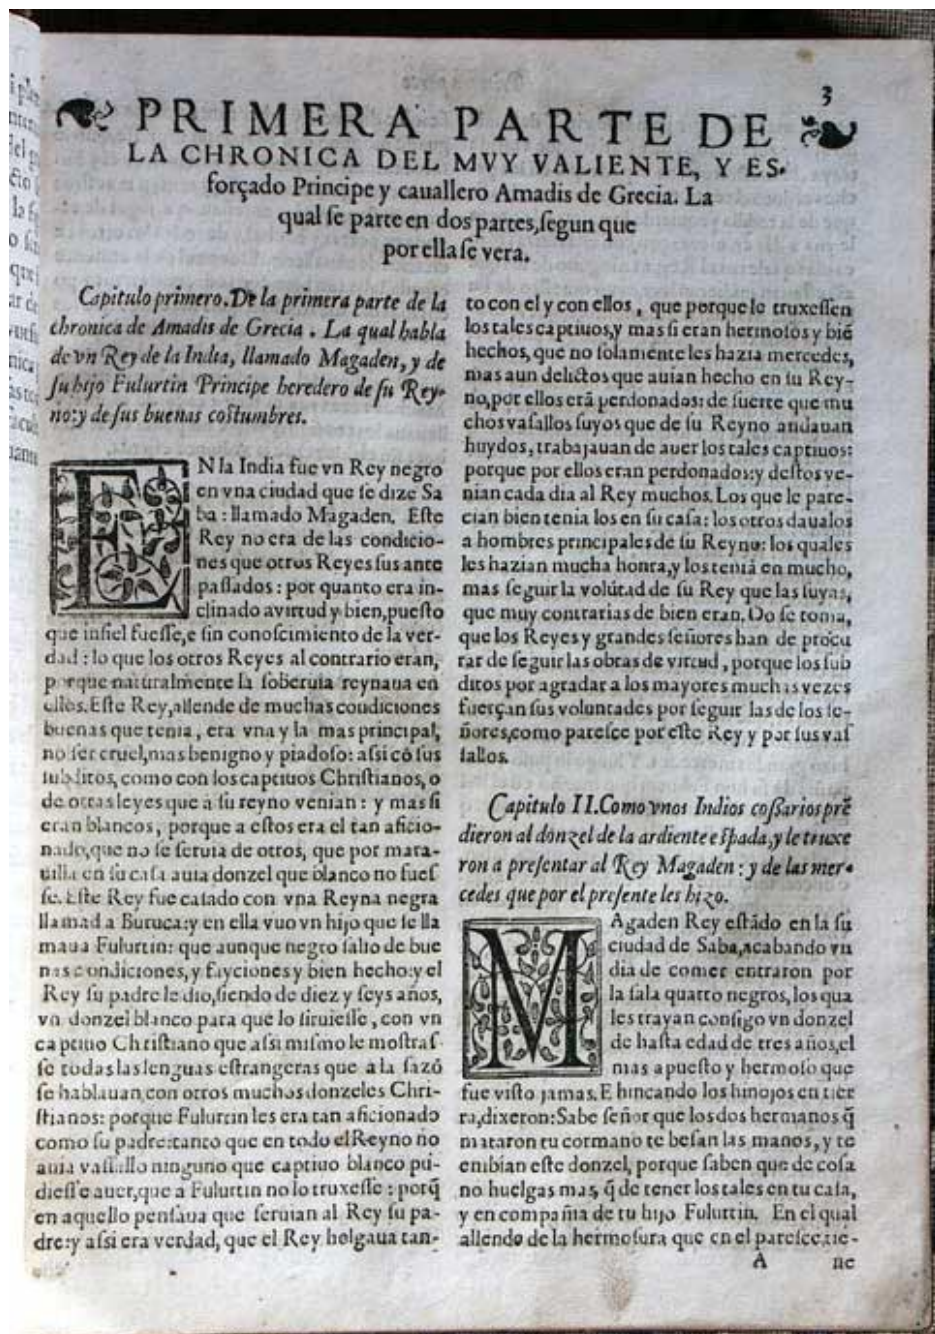 3
PRIMERA PARTE DE
LA CHRONICA DEL MVY VALIENTE, Y ES-
forçado Principe y cauallero Amadis de Grecia. La
qual ſe parte en dos partes, ſegun que
por ella ſe vera.
Capitulo primero. De la primera parte de la
chronica de Amadis de Grecia. La qual habla
de vn Rey de la India, llamado Magaden, y de
ſu hijo Fulurtin Principe heredero de ſu Rey-
no: y de ſus buenas coſtumbres.
EN la India fue vn Rey negro
en vna ciudad que ſe dize Sa
ba: llamado Magaden. Eſte
Rey no era de las condicio-
nes que otros Reyes ſus ante
paſſados: por quanto era in-
clinado a virtud y bien, pueſto
que infiel fueſſe, e ſin conoſcimiento de la ver-
dad: lo que los otros Reyes al contrario eran,
porque naturalmente la ſoberuia reynaua en
ellos. Eſte Rey, allende de muchas condiciones
buenas que tenia, era vna y la mas principal,
no ſer cruel, mas benigno y piadoſo: aſsi cõ ſus
ſubditos, como con los captiuos Chriſtianos, o
de otras leyes que a ſu reyno venian: y mas ſi
eran blancos, porque a eſtos era el tan aficio-
nado, que no ſe ſeruia de otros, que por mara-
uilla en ſu caſa auia donzel que blanco no fueſ
ſe. Eſte Rey fue caſado con vna Reyna negra
llamad a Buruca: y en ella vuo vn hijo que ſe lla
maua Fulurtin: que aunque negro ſalio de bue
nas condiciones, y fayciones y bien hecho: y el
Rey ſu padre le dio, ſiendo de diez y ſeys años,
vn donzel blanco para que lo ſiruieſſe, con vn
captiuo Chriſtiano que aſsi miſmo le moſtraſ-
ſe todas las lenguas eſtrangeras que a la ſazõ
ſe hablauan, con otros muchos donzeles Chri-
ſtianos: porque Fulurtin les era tan aficionado
como ſu padre: tanto que en todo el Reyno no
auia vaſſallo ninguno que captiuo blanco pu-
dieſſe auer, que a Fulurtin no lo truxeſſe: porq̃
en aquello penſaua que ſeruian al Rey ſu pa-
dre: y aſsi era verdad, que el Rey holgaua tan-
to con el y con ellos, que porque le truxeſſen
los tales captiuos, y mas ſi eran hermoſos y biẽ
hechos, que no ſolamente les hazia mercedes,
mas aun delictos que auian hecho en ſu Rey-
no, por ellos erã perdonados: de ſuerte que mu
chos vaſallos ſuyos que de ſu Reyno andauan
huydos, trabajauan de auer los tales captiuos:
porque por ellos eran perdonados: y deſtos ve-
nian cada dia al Rey muchos. Los que le pare-
cian bien tenia los en ſu caſa: los otros daualos
a hombres principales de ſu Reyno: los quales
les hazian mucha honra, y los teniã en mucho,
mas ſeguir la volũtad de ſu Rey que las ſuyas,
que muy contrarias de bien eran. Do ſe toma,
que los Reyes y grandes ſeñores han de procu
rar de ſeguir las obras de virtud, porque los ſub
ditos por agradar a los mayores muchas vezes
fuerçan ſus voluntades por ſeguir las de los ſe-
ñores, como pareſce por eſte Rey y por ſus vaſ
ſallos.
Capitulo II. Como vnos Indios coſſarios prẽ
dieron al donzel de la ardiente eſpada, y le truxe
ron a preſentar al Rey Magaden: y de las mer-
cedes que por el preſente les hizo.
MAgaden Rey eſtãdo en la ſu
ciudad de Saba, acabando vn
dia de comer entraron por
la ſala quatro negros, los qua
les trayan conſigo vn donzel
de haſta edad de tres años, el
mas apueſto y hermoſo que
fue viſto jamas. E hincando los hinojos en tier
ra, dixeron: Sabe ſeñor que los dos hermanos q̃
mataron tu cormano te beſan las manos, y te
embian eſte donzel, porque ſaben que de coſa
no huelgas mas, q̃ de tener los tales en tu caſa,
y en compañia de tu hijo Fulurtin. En el qual
allende de la hermoſura que en el pareſce, tie-
A ne